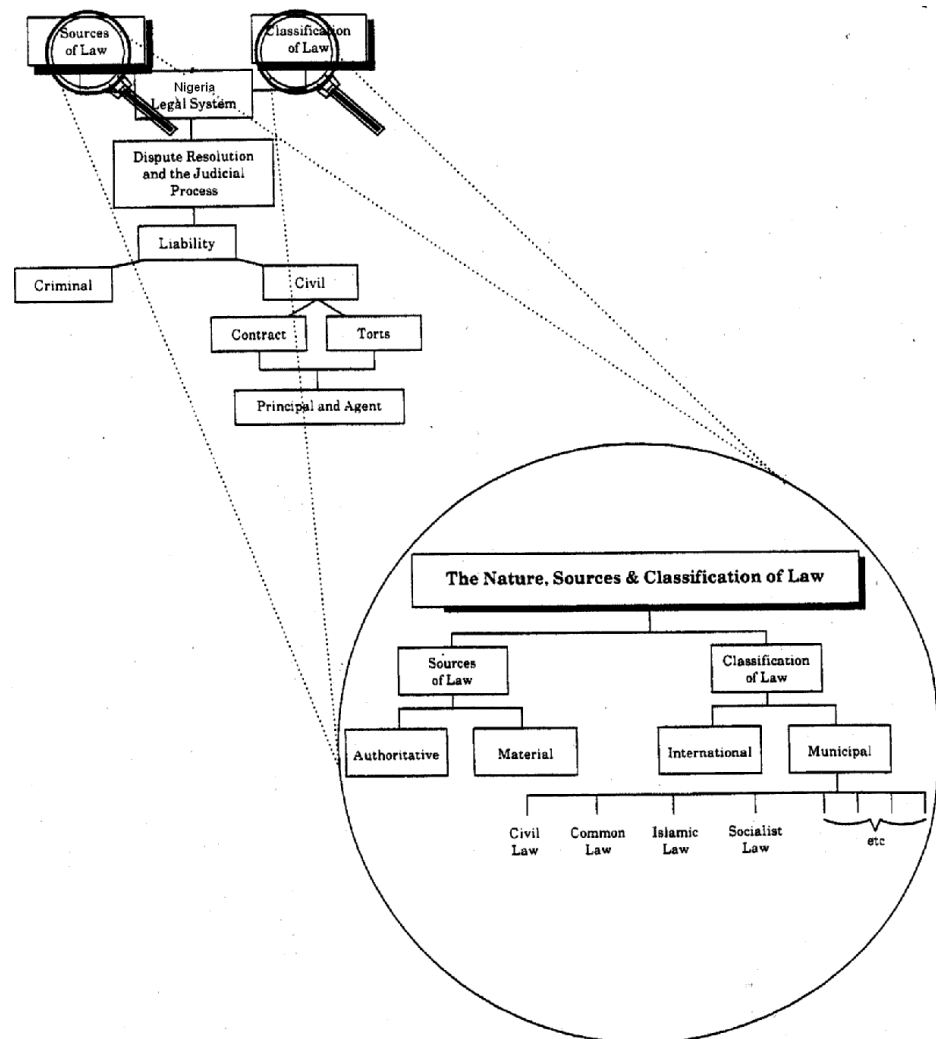 Sources
of Law
Classification
of Law
Nigeria
Legal System
Dispute Resolution
and the Judicial
Process
Liability
Criminal
Civil
Contract
Torts
Principal and Agent
The Nature, Sources & Classification of Law
Sources
of Law
Classification
of Law
Authoritative
Material
International
Municipal
Civil
Law
Common
Law
Islamic
Law
Socialist
Law
etc